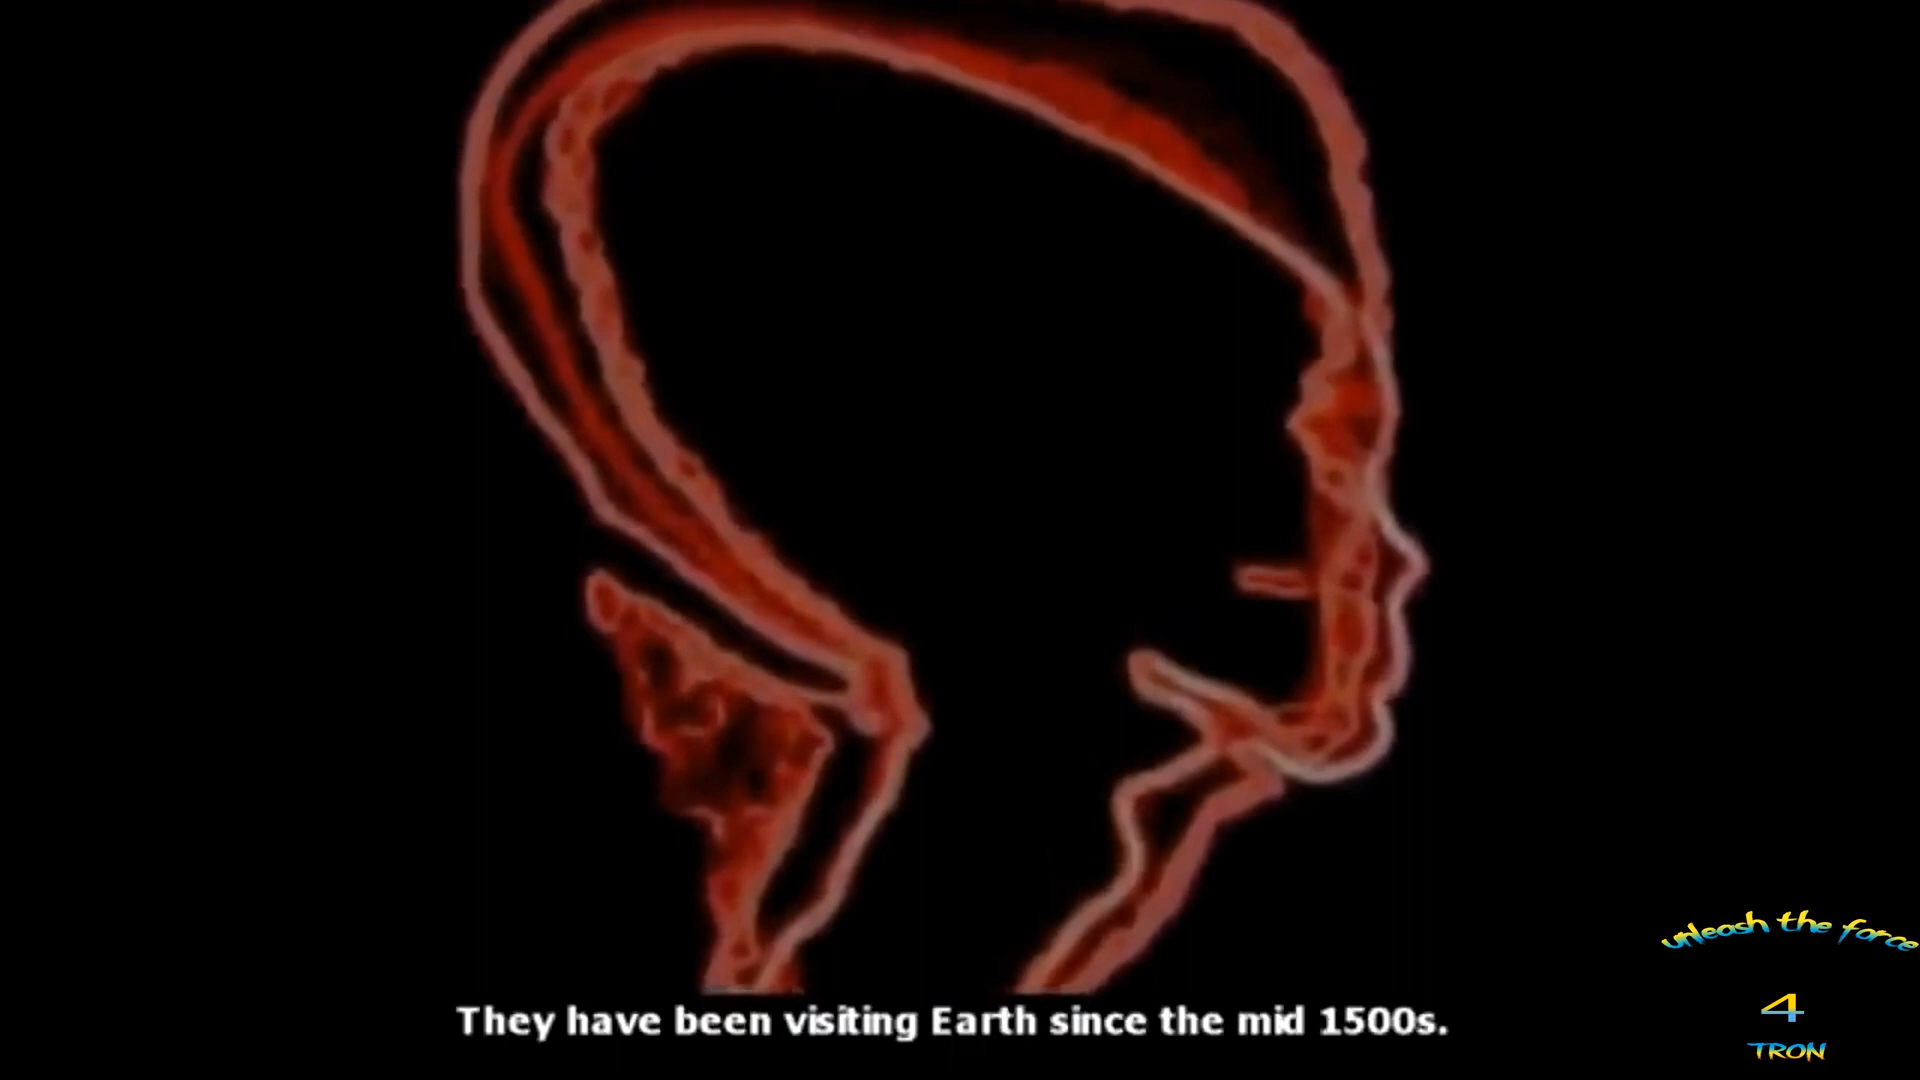 unleash the force
4
TRON
They have been visiting Earth since the mid 1500s.